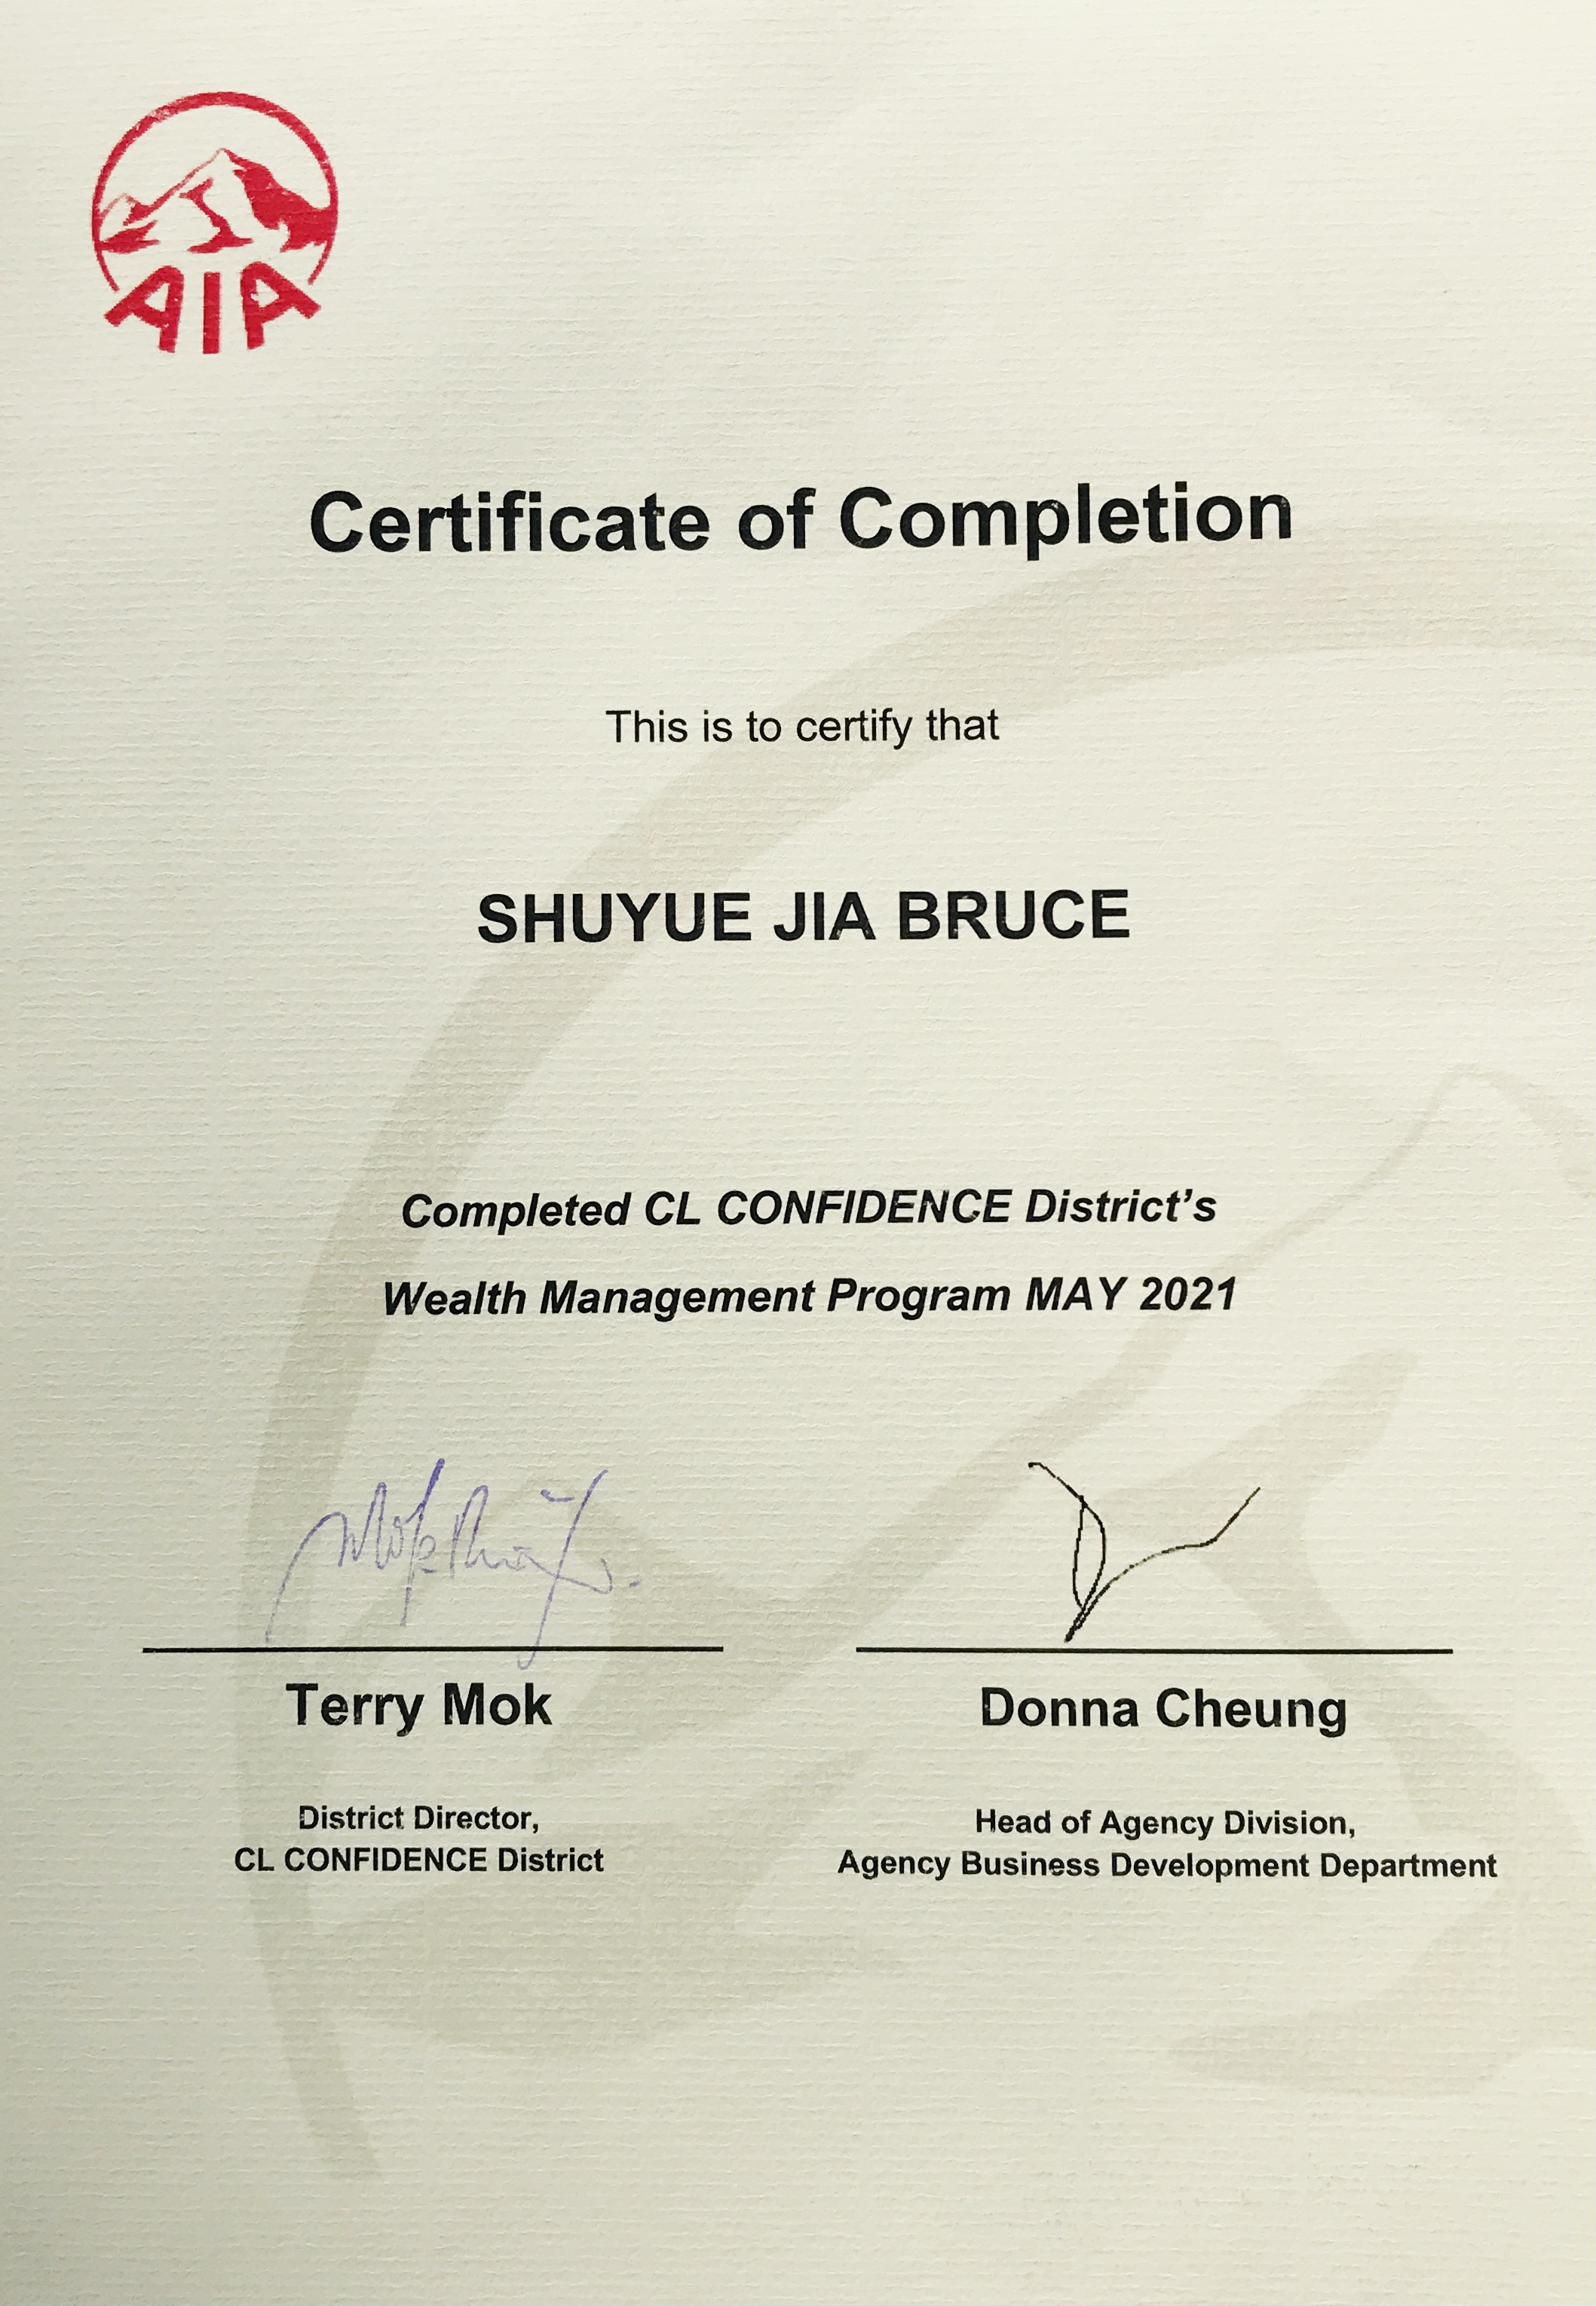 AIA
Certificate of Completion
This is to certify that
SHUYUE JIA BRUCE
Completed CL CONFIDENCE District's
Wealth Management Program MAY 2021
Terry Mok
Donna Cheung
District Director,
CL CONFIDENCE District
Head of Agency Division,
Agency Business Development Department